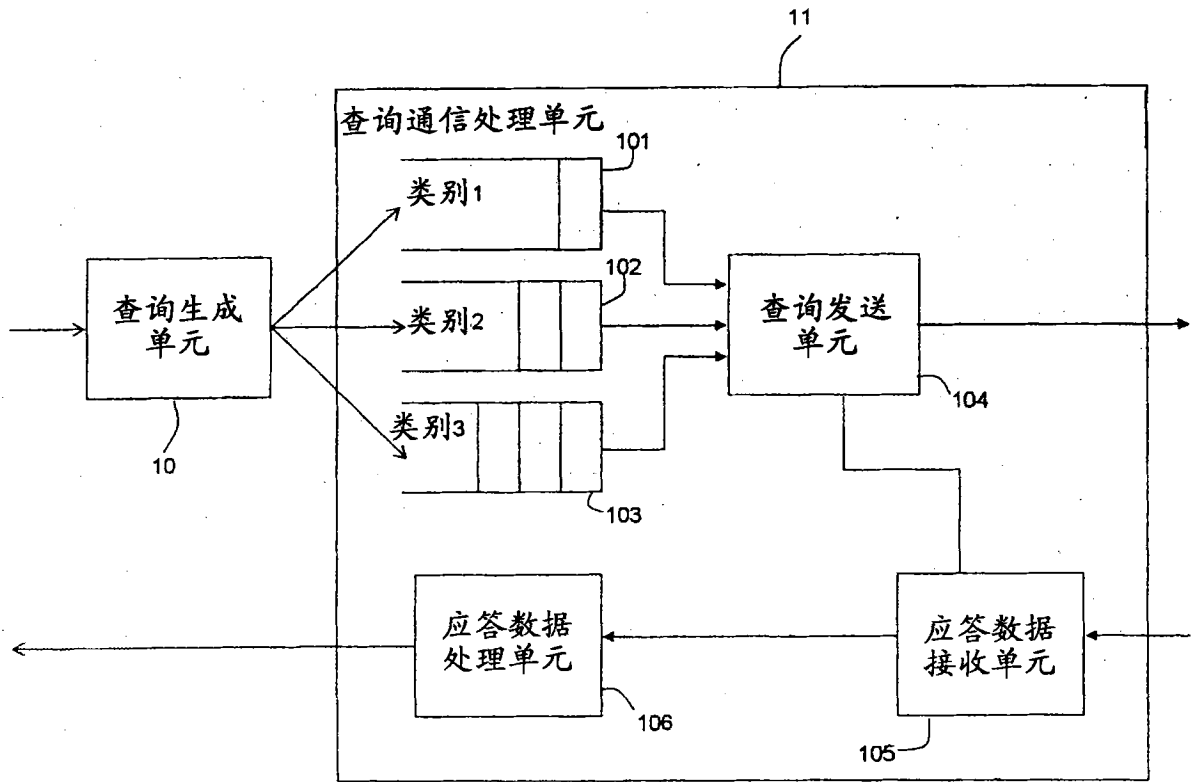 11
查询通信处理单元
101
类别1
102
查询生成
单元
类别2
查询发送
单元
104
类别3
10
103
应答数据
处理单元
应答数据
接收单元
106
105